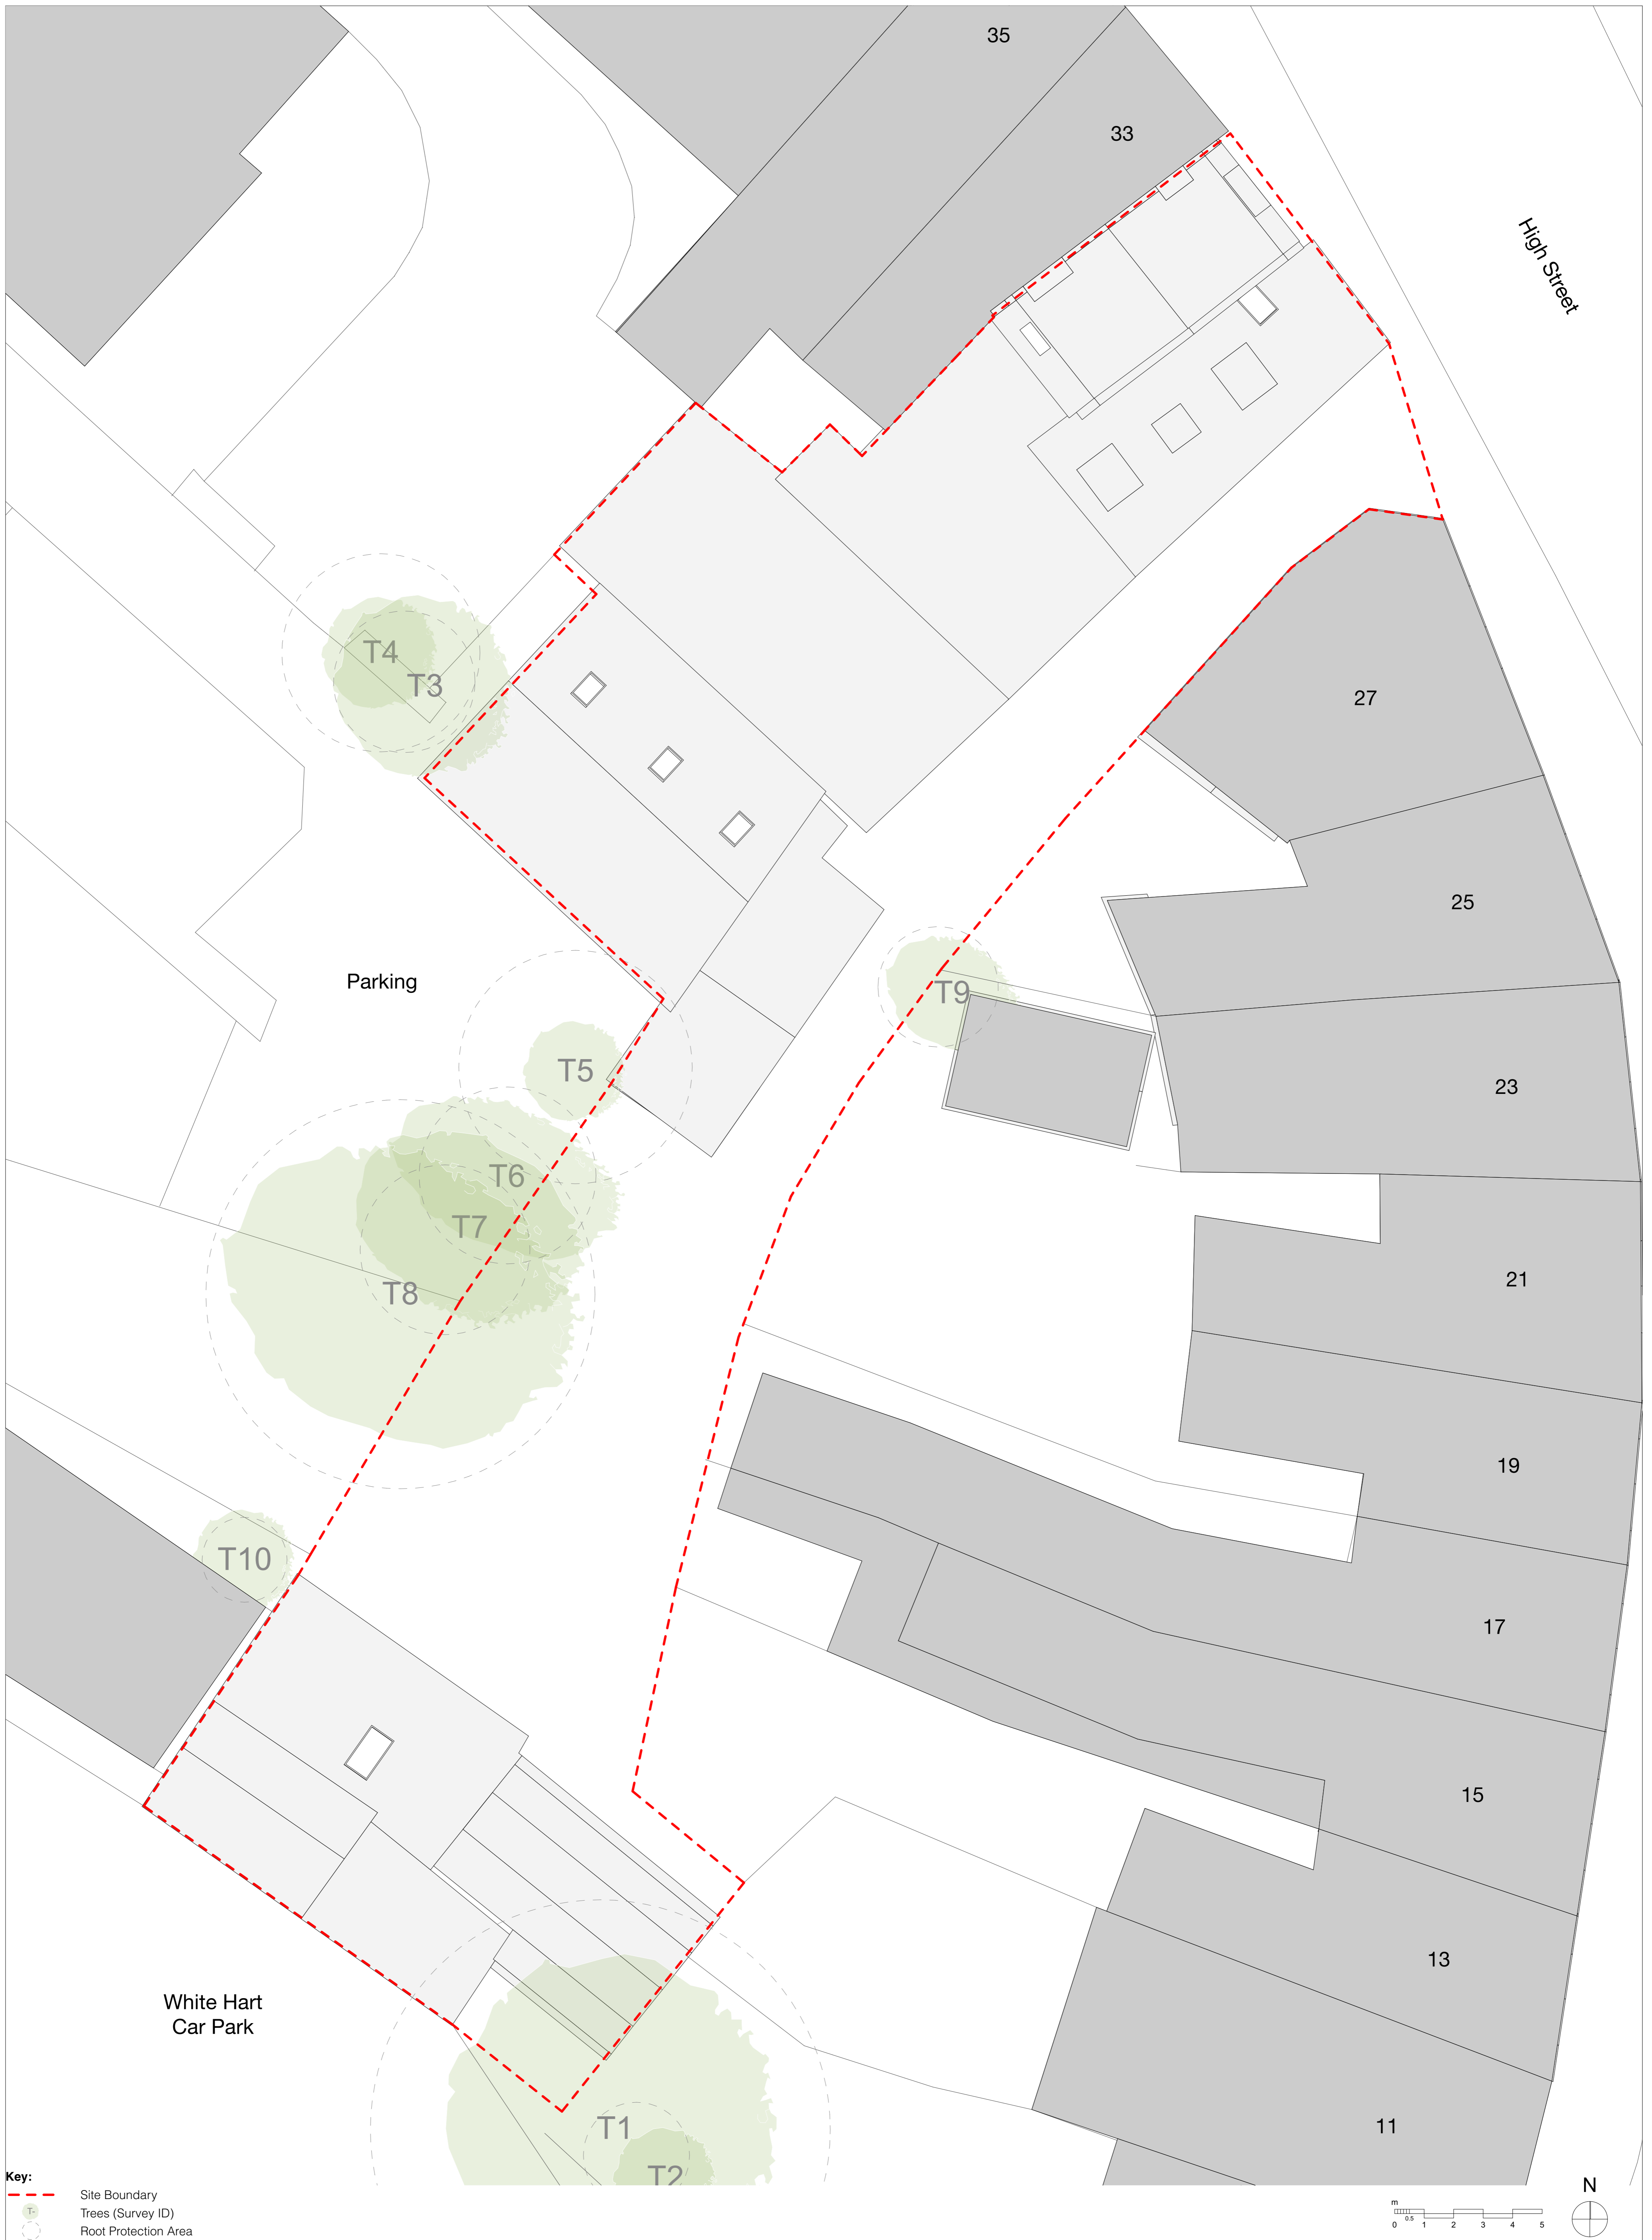 35
33
High Street
27
T4
T3
25
Parking
T9
T5
23
T6
T7
21
T8
19
T10
17
15
13
White Hart
Car Park
T1
11
T2
Key:
Site Boundary
T-
Trees (Survey ID)
Root Protection Area
N
m
0.5
0 1 2 3 4 5